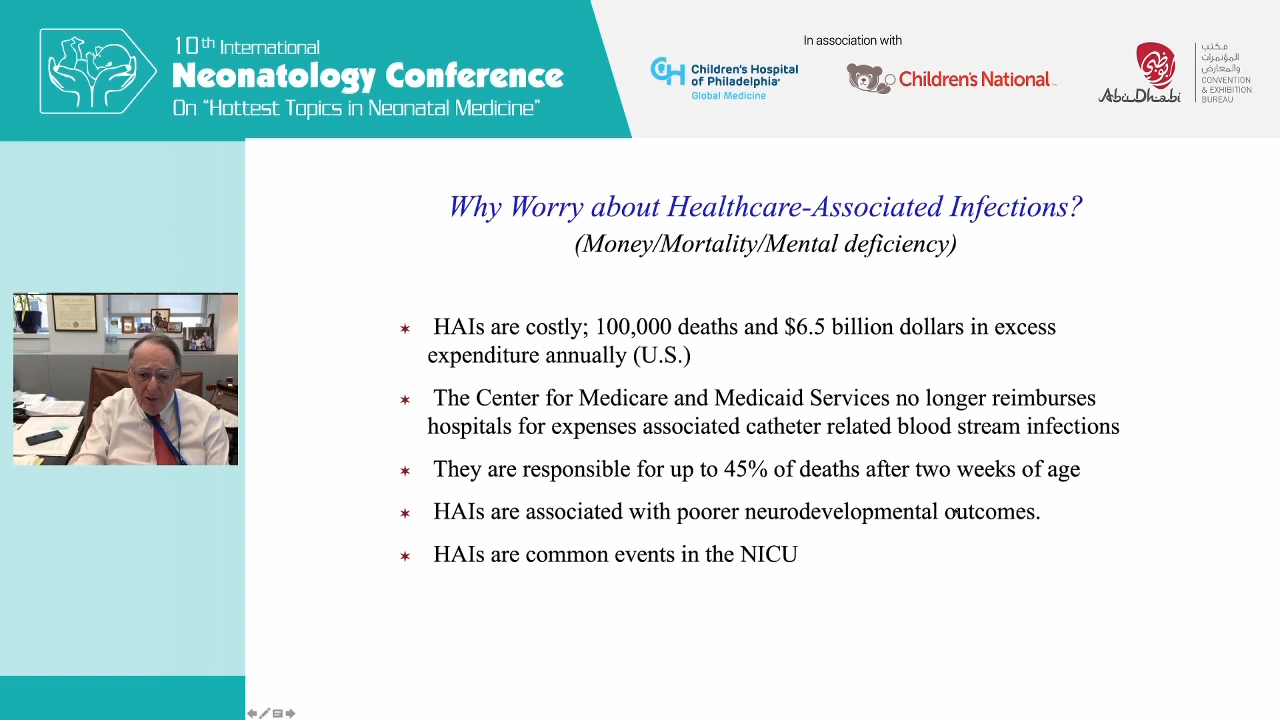 10th International
Neonatology Conference
On "Hottest Topics in Neonatal Medicine"
In association with
CH Children's Hospital
of Philadelphia
Global Medicine
Children's National
Abu Dhabi
أبوظبي
مكتب
المؤتمرات
والمعارض
CONVENTION
& EXHIBITION
BUREAU
Why Worry about Healthcare-Associated Infections?
(Money/Mortality/Mental deficiency)
✶ HAIs are costly; 100,000 deaths and $6.5 billion dollars in excess
expenditure annually (U.S.)
✶ The Center for Medicare and Medicaid Services no longer reimburses
hospitals for expenses associated catheter related blood stream infections
✶ They are responsible for up to 45% of deaths after two weeks of age
✶ HAIs are associated with poorer neurodevelopmental outcomes.
✶ HAIs are common events in the NICU